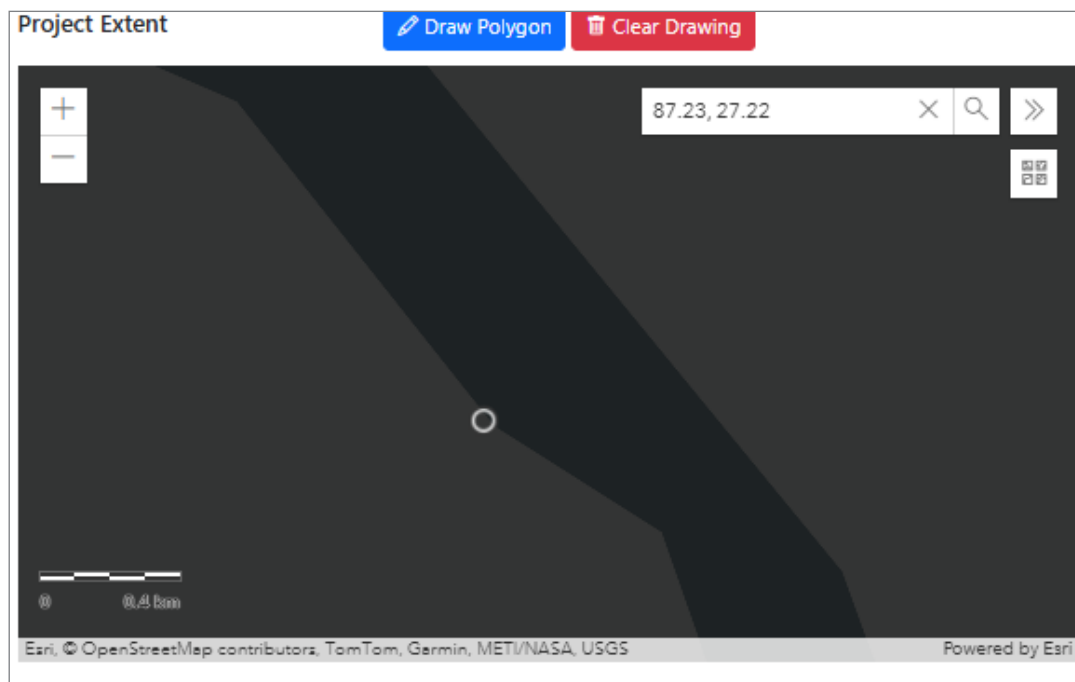 Project Extent
Draw Polygon
Clear Drawing
87.23, 27.22
0 0.4 km
Esri, © OpenStreetMap contributors, TomTom, Garmin, METI/NASA, USGS
Powered by Esri